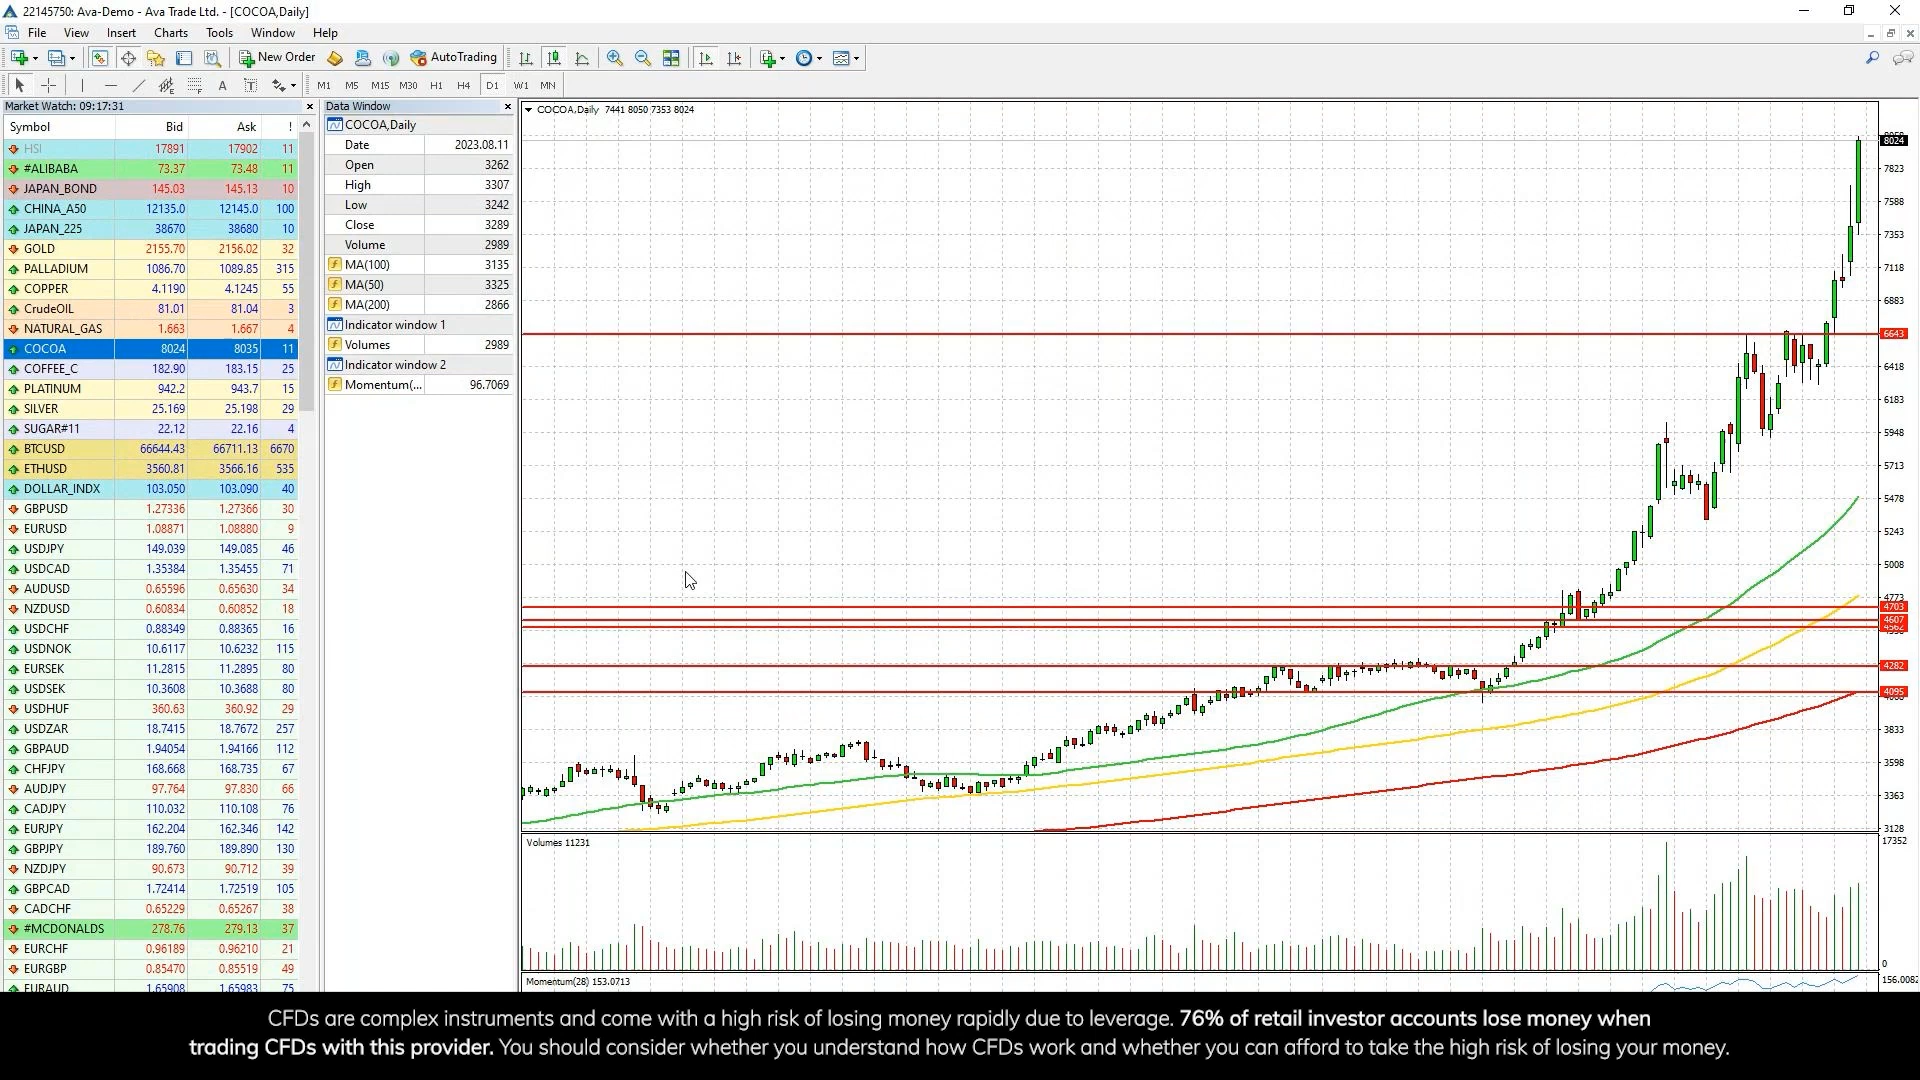 22145750: Ava-Demo - Ava Trade Ltd. - [COCOA,Daily]
File View Insert Charts Tools Window Help
New Order AutoTrading
A T M1 M5 M15 M30 H1 H4 D1 W1 MN
Market Watch: 09:17:31
Symbol Bid Ask !
HSI 17891 17902 11
#ALIBABA 73.37 73.48 11
JAPAN_BOND 145.03 145.13 10
CHINA_A50 12135.0 12145.0 100
JAPAN_225 38670 38680 10
GOLD 2155.70 2156.02 32
PALLADIUM 1086.70 1089.85 315
COPPER 4.1190 4.1245 55
CrudeOIL 81.01 81.04 3
NATURAL_GAS 1.663 1.667 4
COCOA 8024 8035 11
COFFEE_C 182.90 183.15 25
PLATINUM 942.2 943.7 15
SILVER 25.169 25.198 29
SUGAR#11 22.12 22.16 4
BTCUSD 66644.43 66711.13 6670
ETHUSD 3560.81 3566.16 535
DOLLAR_INDX 103.050 103.090 40
GBPUSD 1.27336 1.27366 30
EURUSD 1.08871 1.08880 9
USDJPY 149.039 149.085 46
USDCAD 1.35384 1.35455 71
AUDUSD 0.65596 0.65630 34
NZDUSD 0.60834 0.60852 18
USDCHF 0.88349 0.88365 16
USDNOK 10.6117 10.6232 115
EURSEK 11.2815 11.2895 80
USDSEK 10.3608 10.3688 80
USDHUF 360.63 360.92 29
USDZAR 18.7415 18.7672 257
GBPAUD 1.94054 1.94166 112
CHFJPY 168.668 168.735 67
AUDJPY 97.764 97.830 66
CADJPY 110.032 110.108 76
EURJPY 162.204 162.346 142
GBPJPY 189.760 189.890 130
NZDJPY 90.673 90.712 39
GBPCAD 1.72414 1.72519 105
CADCHF 0.65229 0.65267 38
#MCDONALDS 278.76 279.13 37
EURCHF 0.96189 0.96210 21
EURGBP 0.85470 0.85519 49
EURAUD 1.65908 1.65983 75
Data Window
COCOA,Daily
Date 2023.08.11
Open 3262
High 3307
Low 3242
Close 3289
Volume 2989
MA(100) 3135
MA(50) 3325
MA(200) 2866
Indicator window 1
Volumes 2989
Indicator window 2
Momentum(... 96.7069
COCOA,Daily 7441 8050 7353 8024
8024
7823
7588
7353
7118
6883
6643
6418
6183
5948
5713
5478
5243
5008
4773
4703
4607
4562
4282
4095
3833
3598
3363
3128
Volumes 11231
17352
0
Momentum(28) 153.0713
156.0082
CFDs are complex instruments and come with a high risk of losing money rapidly due to leverage. 76% of retail investor accounts lose money when
trading CFDs with this provider. You should consider whether you understand how CFDs work and whether you can afford to take the high risk of losing your money.